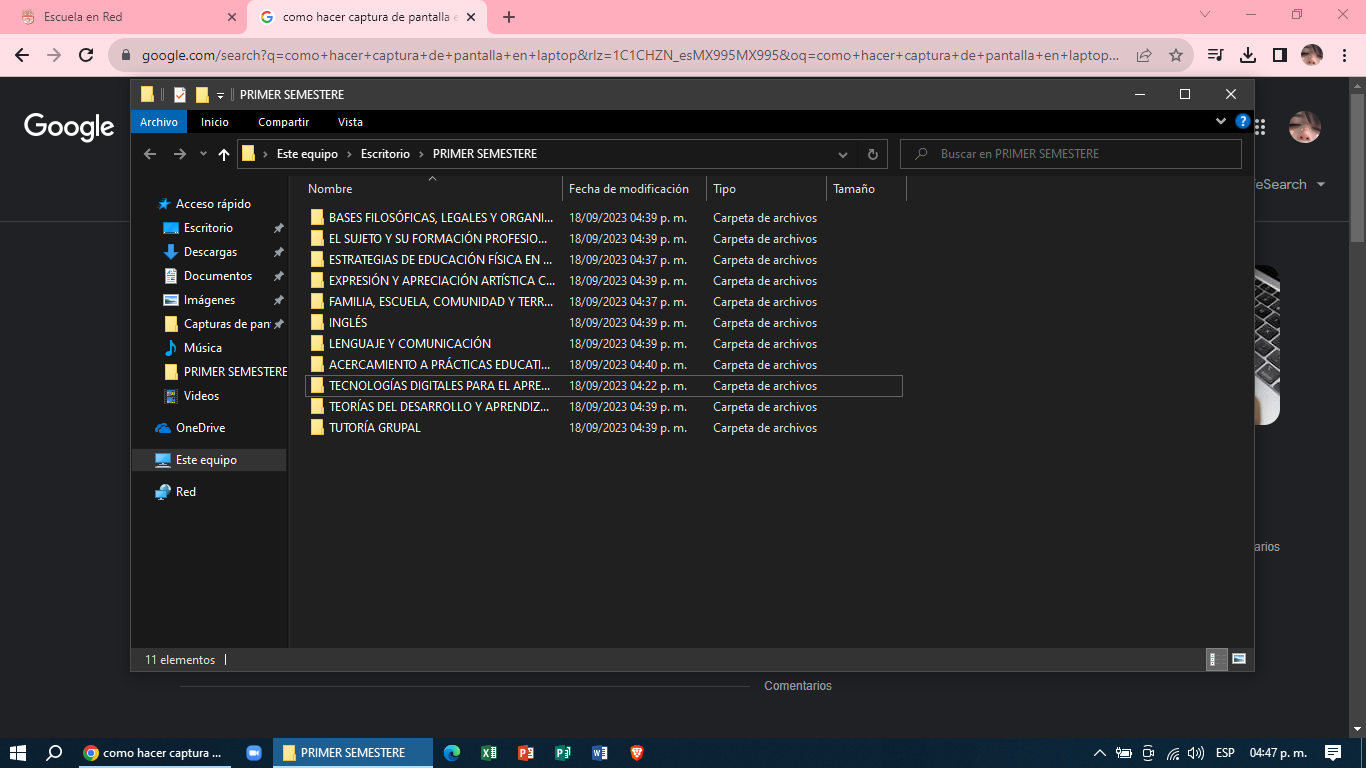 Escuela en Red
como hacer captura de pantalla e
google.com/search?q=como+hacer+captura+de+pantalla+en+laptop&rlz=1C1CHZN_esMX995MX995&oq=como+hacer+captura+de+pantalla+en+laptop...
PRIMER SEMESTERE
Google
Archivo Inicio Compartir Vista
Este equipo Escritorio PRIMER SEMESTERE
Buscar en PRIMER SEMESTERE
eSearch
Nombre Fecha de modificación Tipo Tamaño
Acceso rápido
Escritorio
Descargas
Documentos
Imágenes
Capturas de pan
Música
PRIMER SEMESTERE
Videos
OneDrive
Este equipo
Red
BASES FILOSÓFICAS, LEGALES Y ORGANI... 18/09/2023 04:39 p. m. Carpeta de archivos
EL SUJETO Y SU FORMACIÓN PROFESIO... 18/09/2023 04:39 p. m. Carpeta de archivos
ESTRATEGIAS DE EDUCACIÓN FÍSICA EN ... 18/09/2023 04:37 p. m. Carpeta de archivos
EXPRESIÓN Y APRECIACIÓN ARTÍSTICA C... 18/09/2023 04:39 p. m. Carpeta de archivos
FAMILIA, ESCUELA, COMUNIDAD Y TERR... 18/09/2023 04:37 p. m. Carpeta de archivos
INGLÉS 18/09/2023 04:39 p. m. Carpeta de archivos
LENGUAJE Y COMUNICACIÓN 18/09/2023 04:39 p. m. Carpeta de archivos
ACERCAMIENTO A PRÁCTICAS EDUCATI... 18/09/2023 04:40 p. m. Carpeta de archivos
TECNOLOGÍAS DIGITALES PARA EL APRE... 18/09/2023 04:22 p. m. Carpeta de archivos
TEORÍAS DEL DESARROLLO Y APRENDIZ... 18/09/2023 04:39 p. m. Carpeta de archivos
TUTORÍA GRUPAL 18/09/2023 04:39 p. m. Carpeta de archivos
arios
11 elementos
Comentarios
como hacer captura ...
PRIMER SEMESTERE
ESP 04:47 p. m.